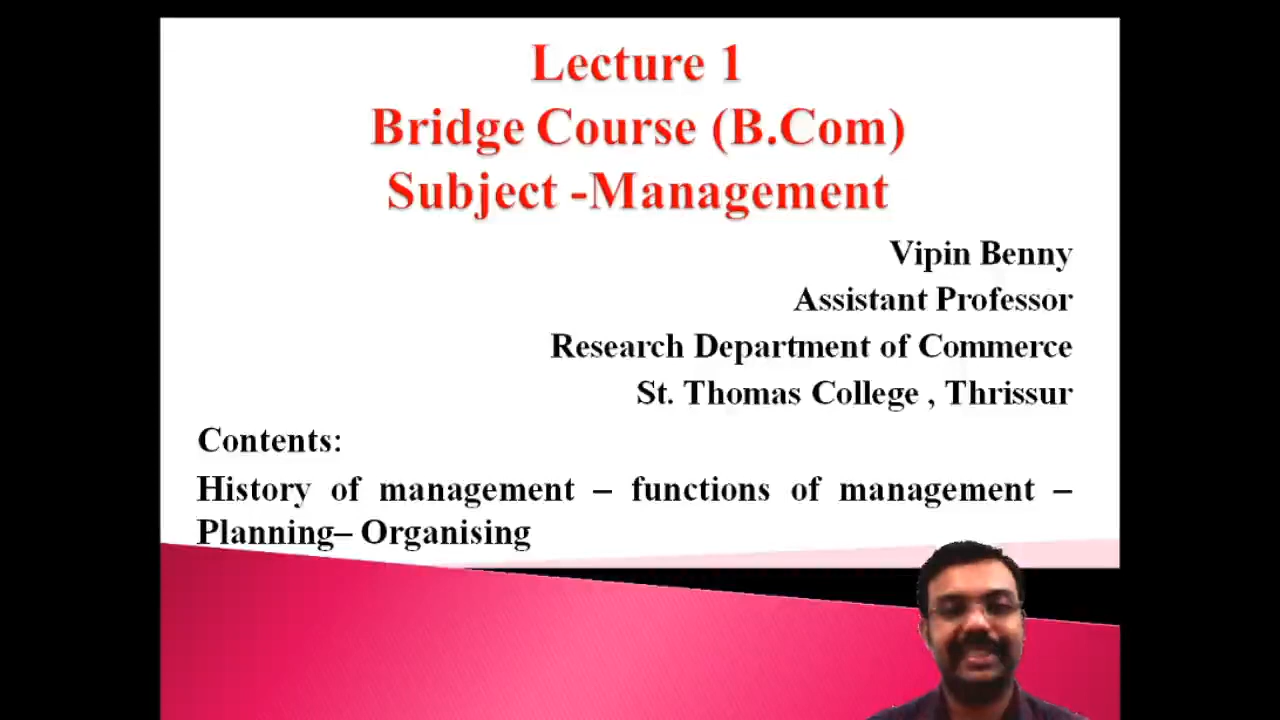 Lecture 1
Bridge Course (B.Com)
Subject -Management
Vipin Benny
Assistant Professor
Research Department of Commerce
St. Thomas College , Thrissur
Contents:
History of management – functions of management –
Planning– Organising